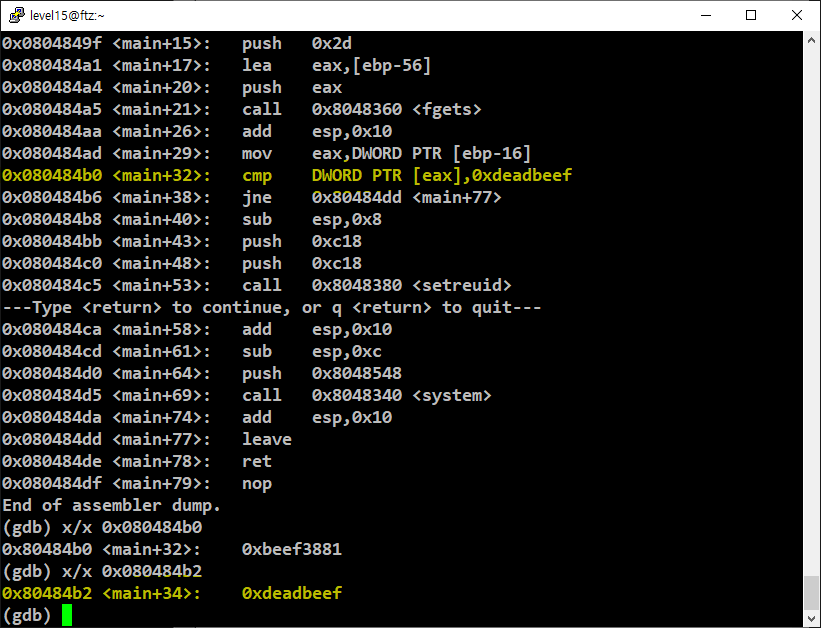 level15@ftz:~
0x0804849f <main+15>: push 0x2d
0x080484a1 <main+17>: lea eax,[ebp-56]
0x080484a4 <main+20>: push eax
0x080484a5 <main+21>: call 0x8048360 <fgets>
0x080484aa <main+26>: add esp,0x10
0x080484ad <main+29>: mov eax,DWORD PTR [ebp-16]
0x080484b0 <main+32>: cmp DWORD PTR [eax],0xdeadbeef
0x080484b6 <main+38>: jne 0x80484dd <main+77>
0x080484b8 <main+40>: sub esp,0x8
0x080484bb <main+43>: push 0xc18
0x080484c0 <main+48>: push 0xc18
0x080484c5 <main+53>: call 0x8048380 <setreuid>
---Type <return> to continue, or q <return> to quit---
0x080484ca <main+58>: add esp,0x10
0x080484cd <main+61>: sub esp,0xc
0x080484d0 <main+64>: push 0x8048548
0x080484d5 <main+69>: call 0x8048340 <system>
0x080484da <main+74>: add esp,0x10
0x080484dd <main+77>: leave
0x080484de <main+78>: ret
0x080484df <main+79>: nop
End of assembler dump.
(gdb) x/x 0x080484b0
0x80484b0 <main+32>: 0xbeef3881
(gdb) x/x 0x080484b2
0x80484b2 <main+34>: 0xdeadbeef
(gdb)